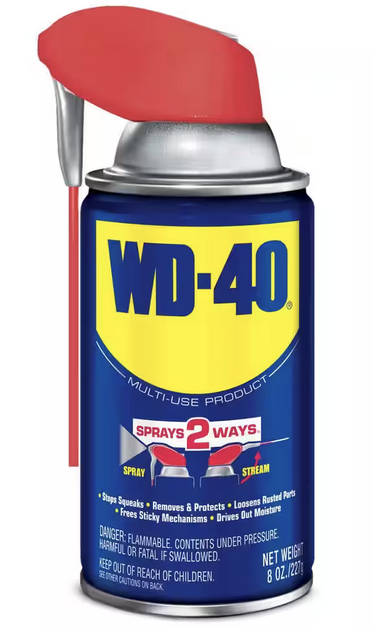 WD-40®
MULTI-USE PRODUCT
SPRAYS 2 WAYS
SPRAY
STREAM
• Stops Squeaks • Removes & Protects • Loosens Rusted Parts
• Frees Sticky Mechanisms • Drives Out Moisture
DANGER: FLAMMABLE. CONTENTS UNDER PRESSURE.
HARMFUL OR FATAL IF SWALLOWED.
KEEP OUT OF REACH OF CHILDREN.
SEE OTHER CAUTIONS ON BACK.
NET WEIGHT
8 OZ./227g